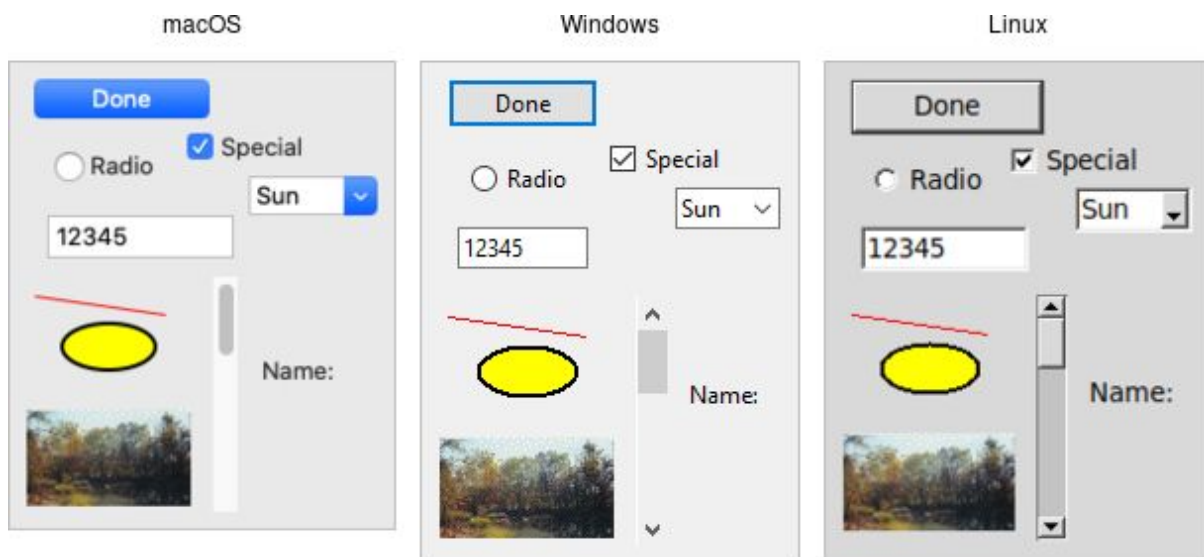 macOS
Windows
Linux
Done
Special
Radio
Sun
12345
Name:
Done
Special
Radio
Sun
12345
Name:
Done
Special
Radio
Sun
12345
Name: